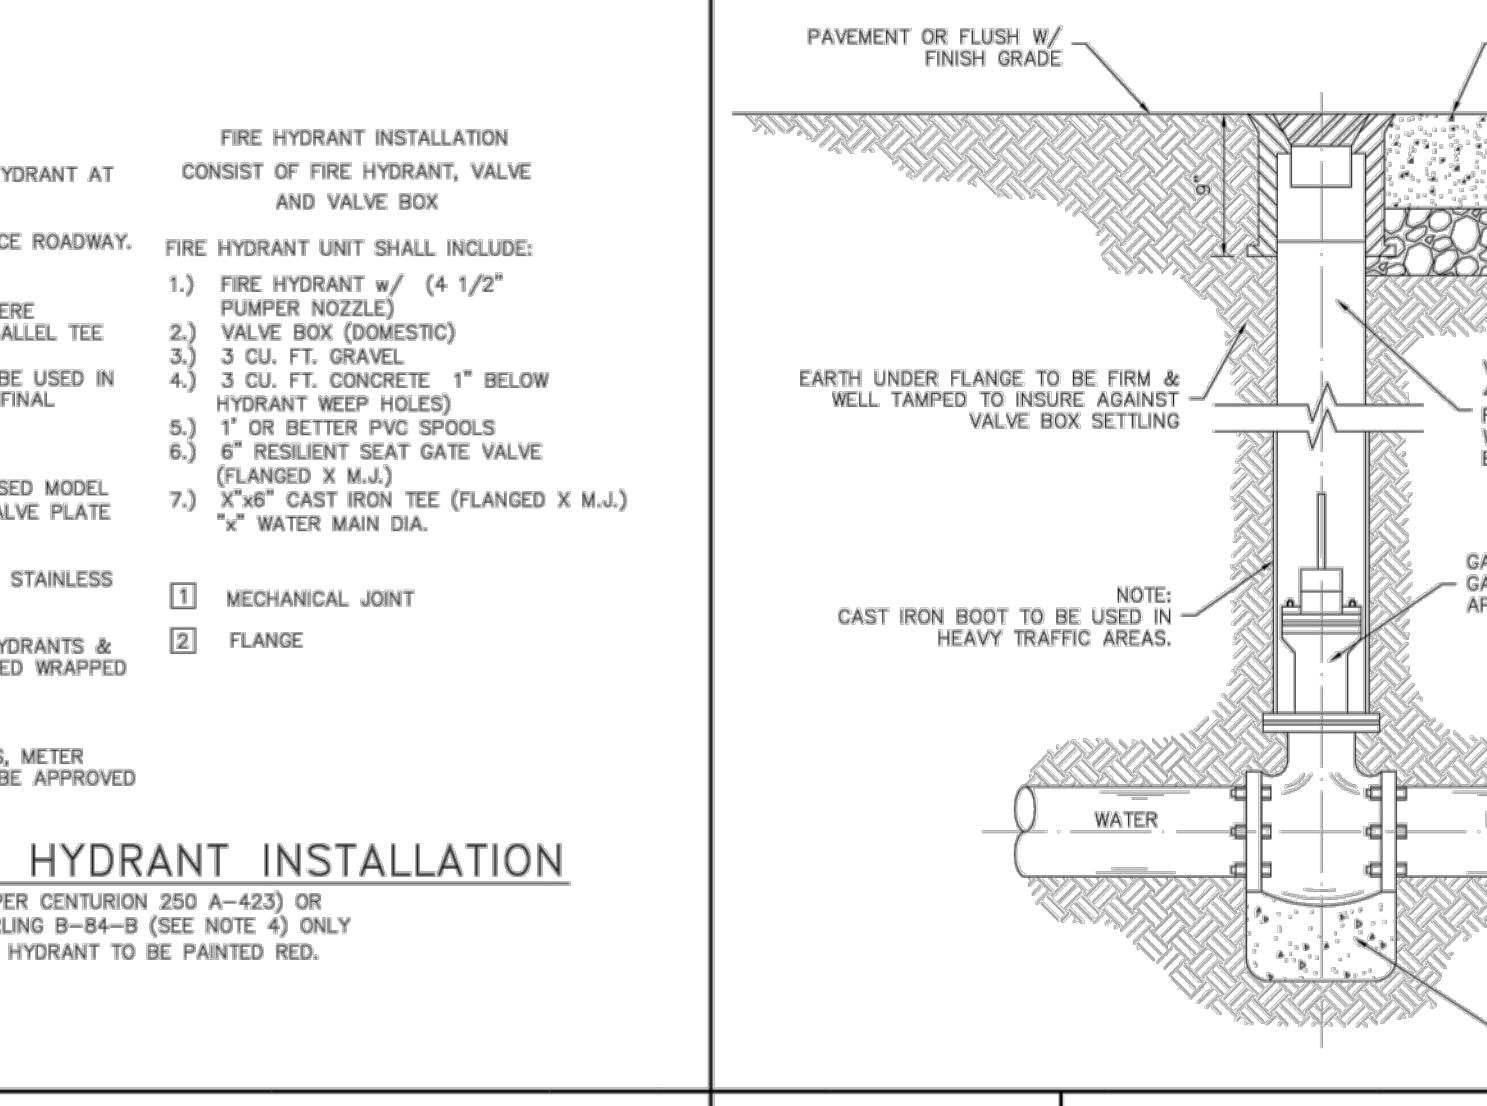 YDRANT AT
CE ROADWAY.
ERE
ALLEL TEE
BE USED IN
FINAL
SED MODEL
ALVE PLATE
STAINLESS
YDRANTS &
ED WRAPPED
S, METER
BE APPROVED
FIRE HYDRANT INSTALLATION
CONSIST OF FIRE HYDRANT, VALVE
AND VALVE BOX
FIRE HYDRANT UNIT SHALL INCLUDE:
1.) FIRE HYDRANT w/ (4 1/2"
PUMPER NOZZLE)
2.) VALVE BOX (DOMESTIC)
3.) 3 CU. FT. GRAVEL
4.) 3 CU. FT. CONCRETE 1" BELOW
HYDRANT WEEP HOLES)
5.) 1' OR BETTER PVC SPOOLS
6.) 6" RESILIENT SEAT GATE VALVE
(FLANGED X M.J.)
7.) X"x6" CAST IRON TEE (FLANGED X M.J.)
"x" WATER MAIN DIA.
1 MECHANICAL JOINT
2 FLANGE
HYDRANT INSTALLATION
PER CENTURION 250 A-423) OR
RLING B-84-B (SEE NOTE 4) ONLY
HYDRANT TO BE PAINTED RED.
PAVEMENT OR FLUSH W/
FINISH GRADE
9"
EARTH UNDER FLANGE TO BE FIRM &
WELL TAMPED TO INSURE AGAINST
VALVE BOX SETTLING
NOTE:
CAST IRON BOOT TO BE USED IN
HEAVY TRAFFIC AREAS.
GA
GA
AP
WATER